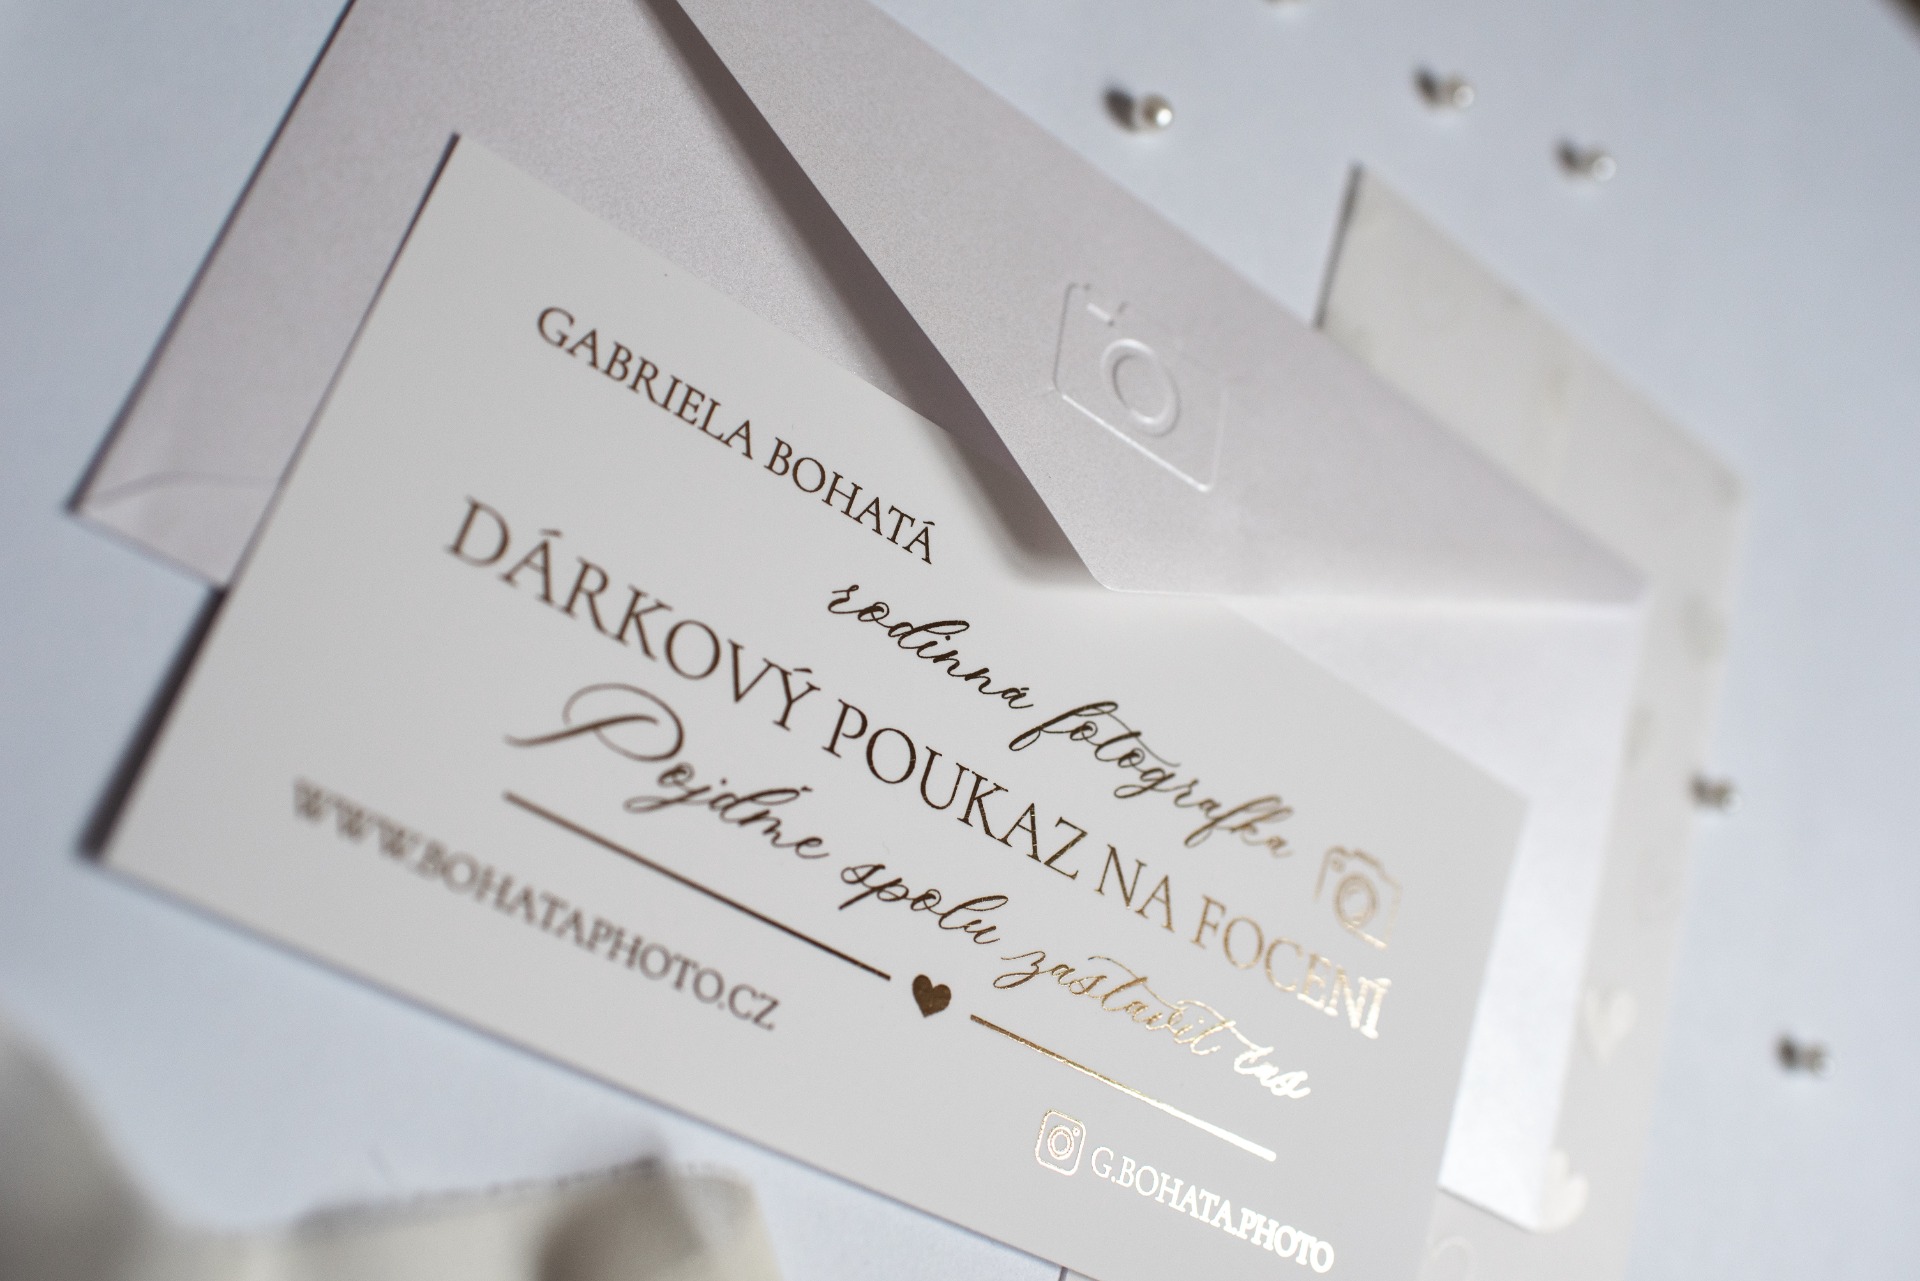 GABRIELA BOHATÁ
rodinná fotografka
DÁRKOVÝ POUKAZ NA FOCENÍ
Pojďme spolu zastavit čas
WWW.BOHATAPHOTO.CZ
G.BOHATA.PHOTO